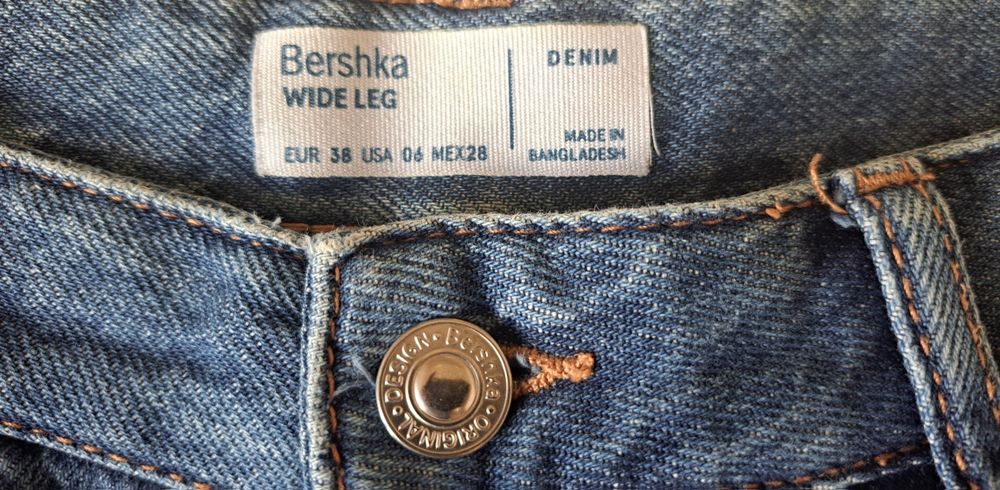 Bershka
WIDE LEG
EUR 38 USA 06 MEX28
DENIM
MADE IN
BANGLADESH
DESIGN • Bershka • ORIGINAL •